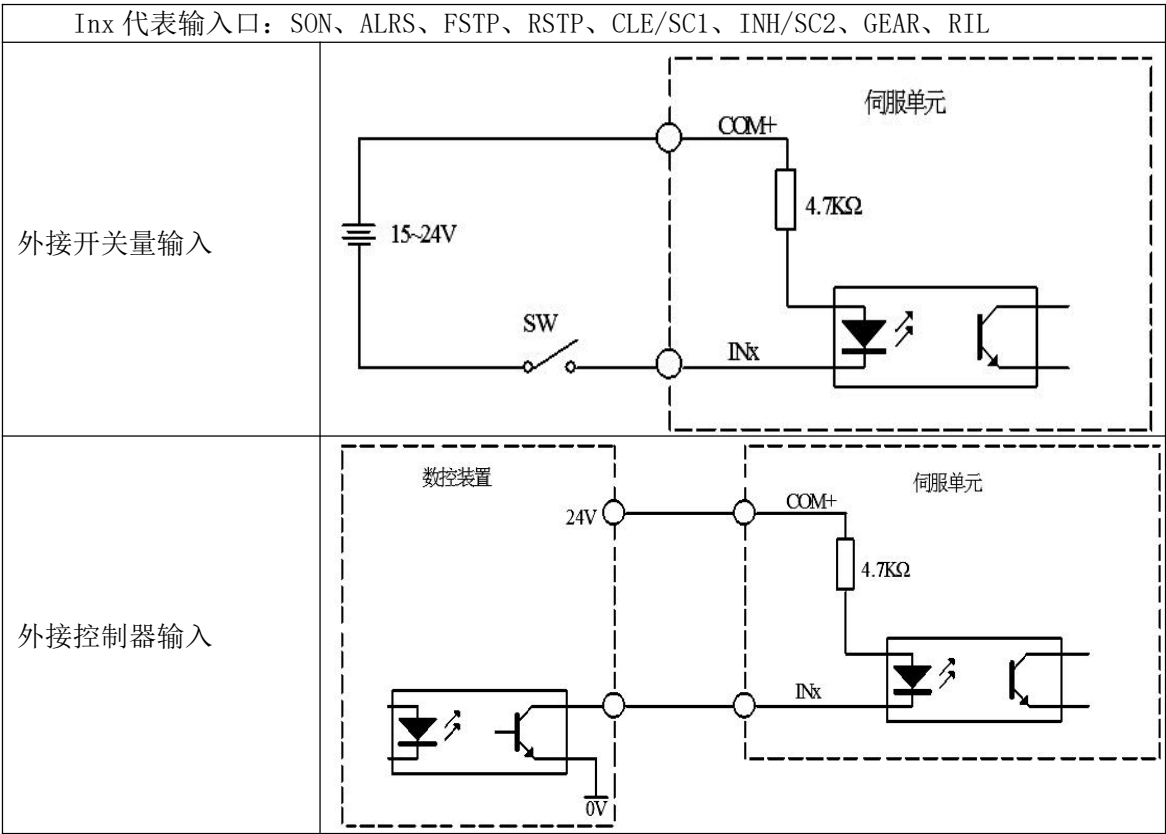 Inx 代表输入口：SON、ALRS、FSTP、RSTP、CLE/SC1、INH/SC2、GEAR、RIL
外接开关量输入
伺服单元
COM+
4.7KΩ
15~24V
SW
INx
外接控制器输入
数控装置
伺服单元
24V
COM+
4.7KΩ
INx
0V